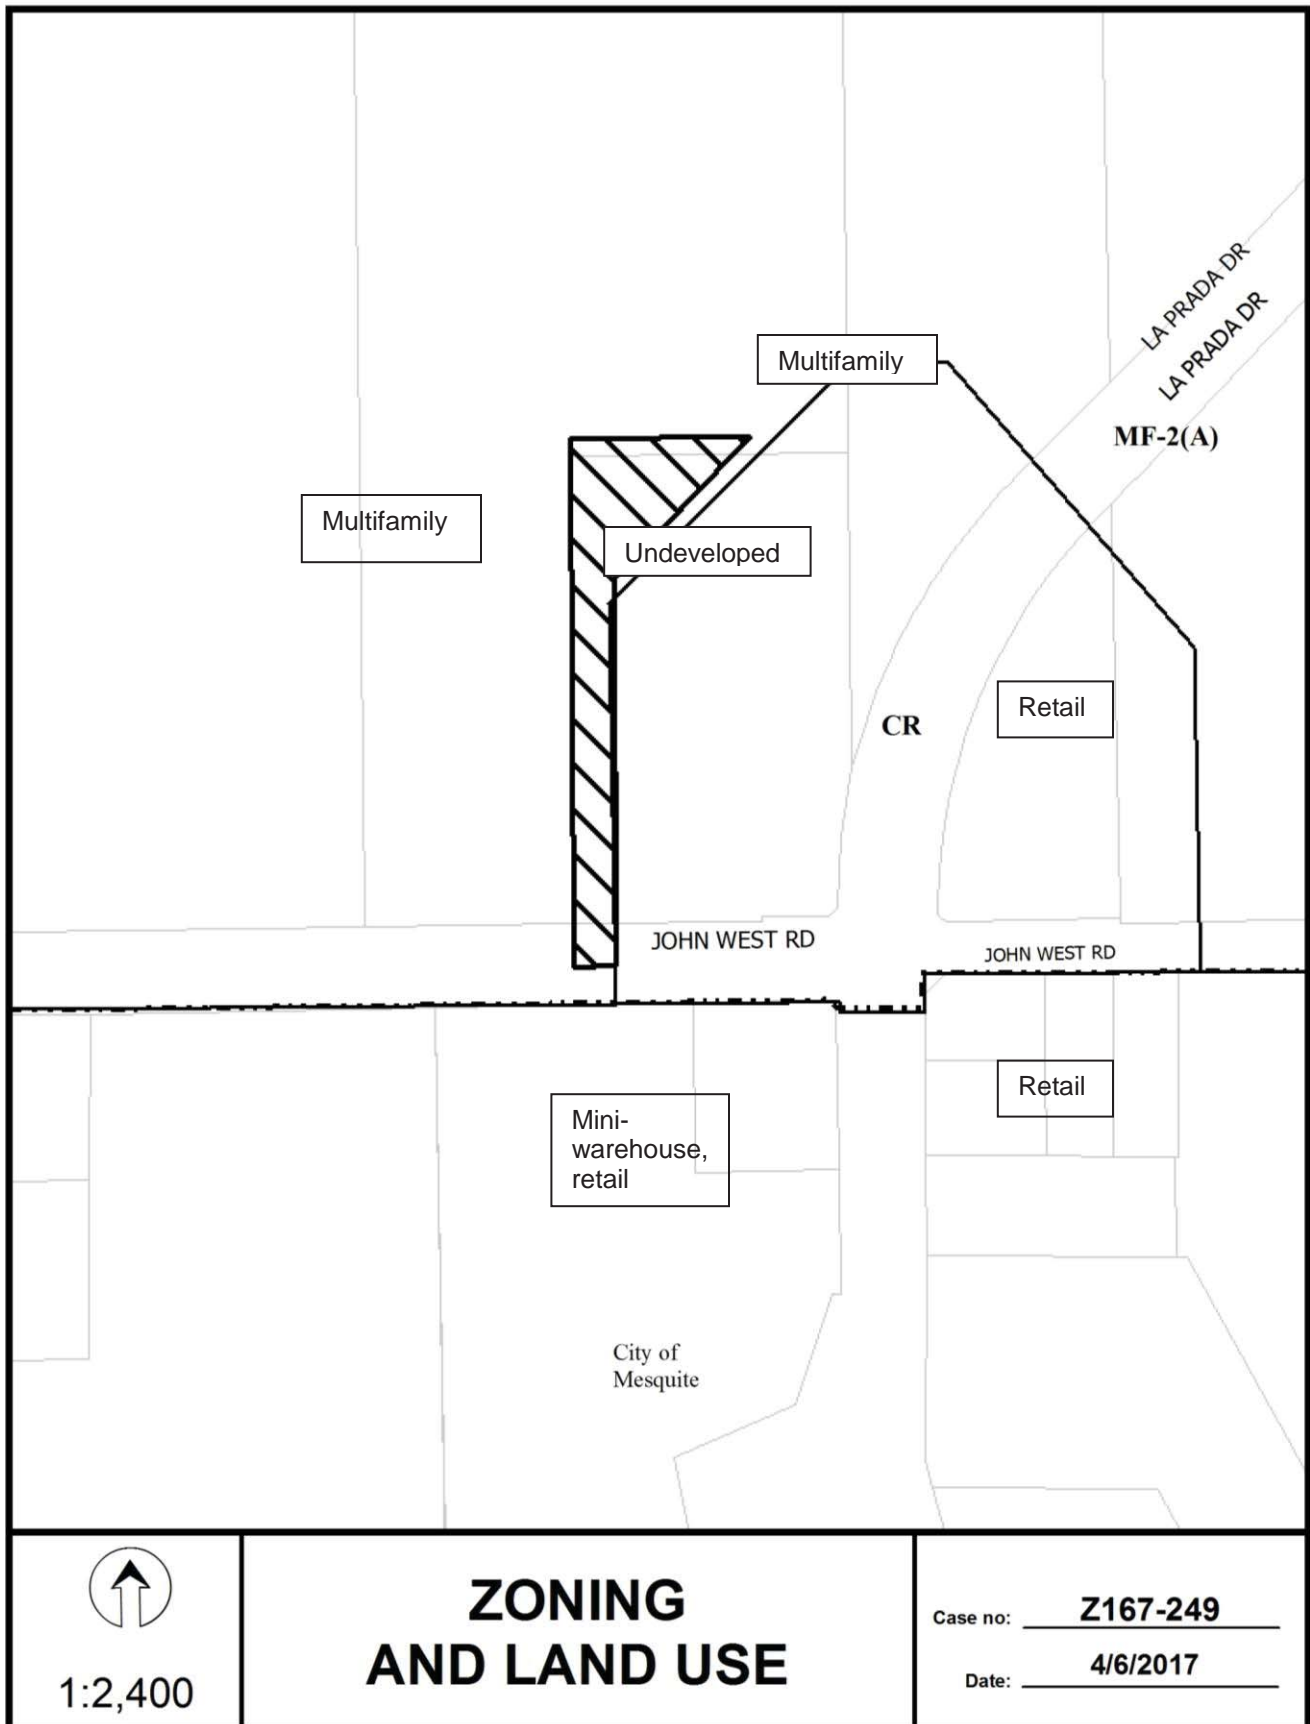 LA PRADA DR
LA PRADA DR
Multifamily
MF-2(A)
Multifamily
Undeveloped
Retail
CR
JOHN WEST RD
JOHN WEST RD
Retail
Mini-
warehouse,
retail
City of
Mesquite
1:2,400
ZONING
AND LAND USE
Case no: Z167-249
Date: 4/6/2017